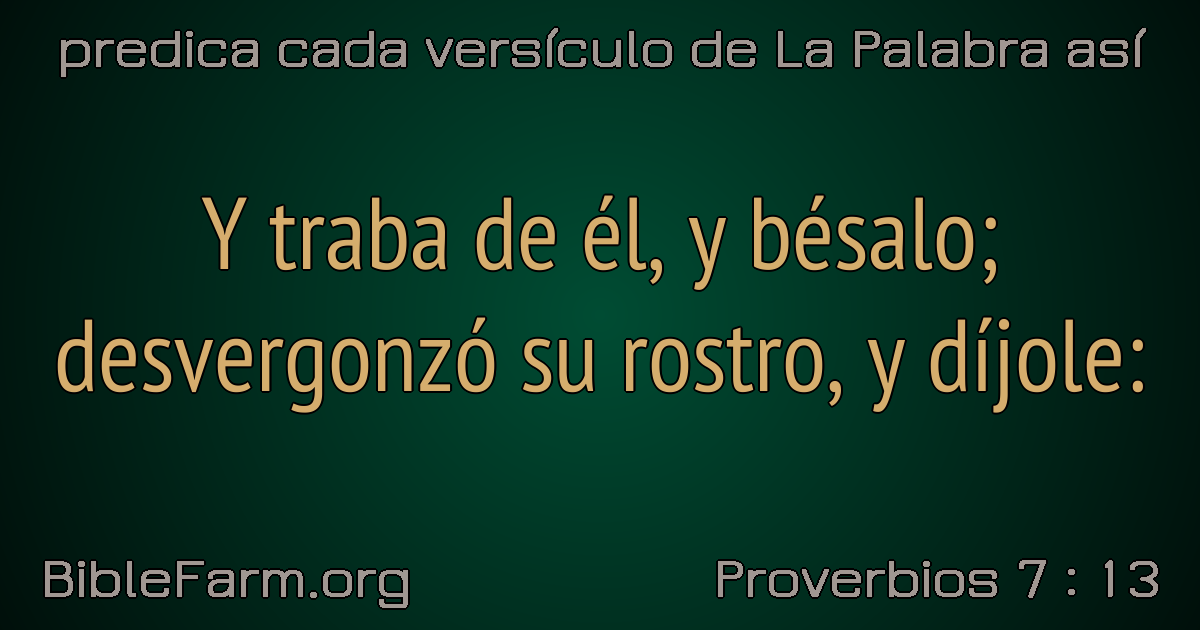 predica cada versículo de La Palabra así
Y traba de él, y bésalo;
desvergonzó su rostro, y díjole:
BibleFarm.org
Proverbios 7 : 13